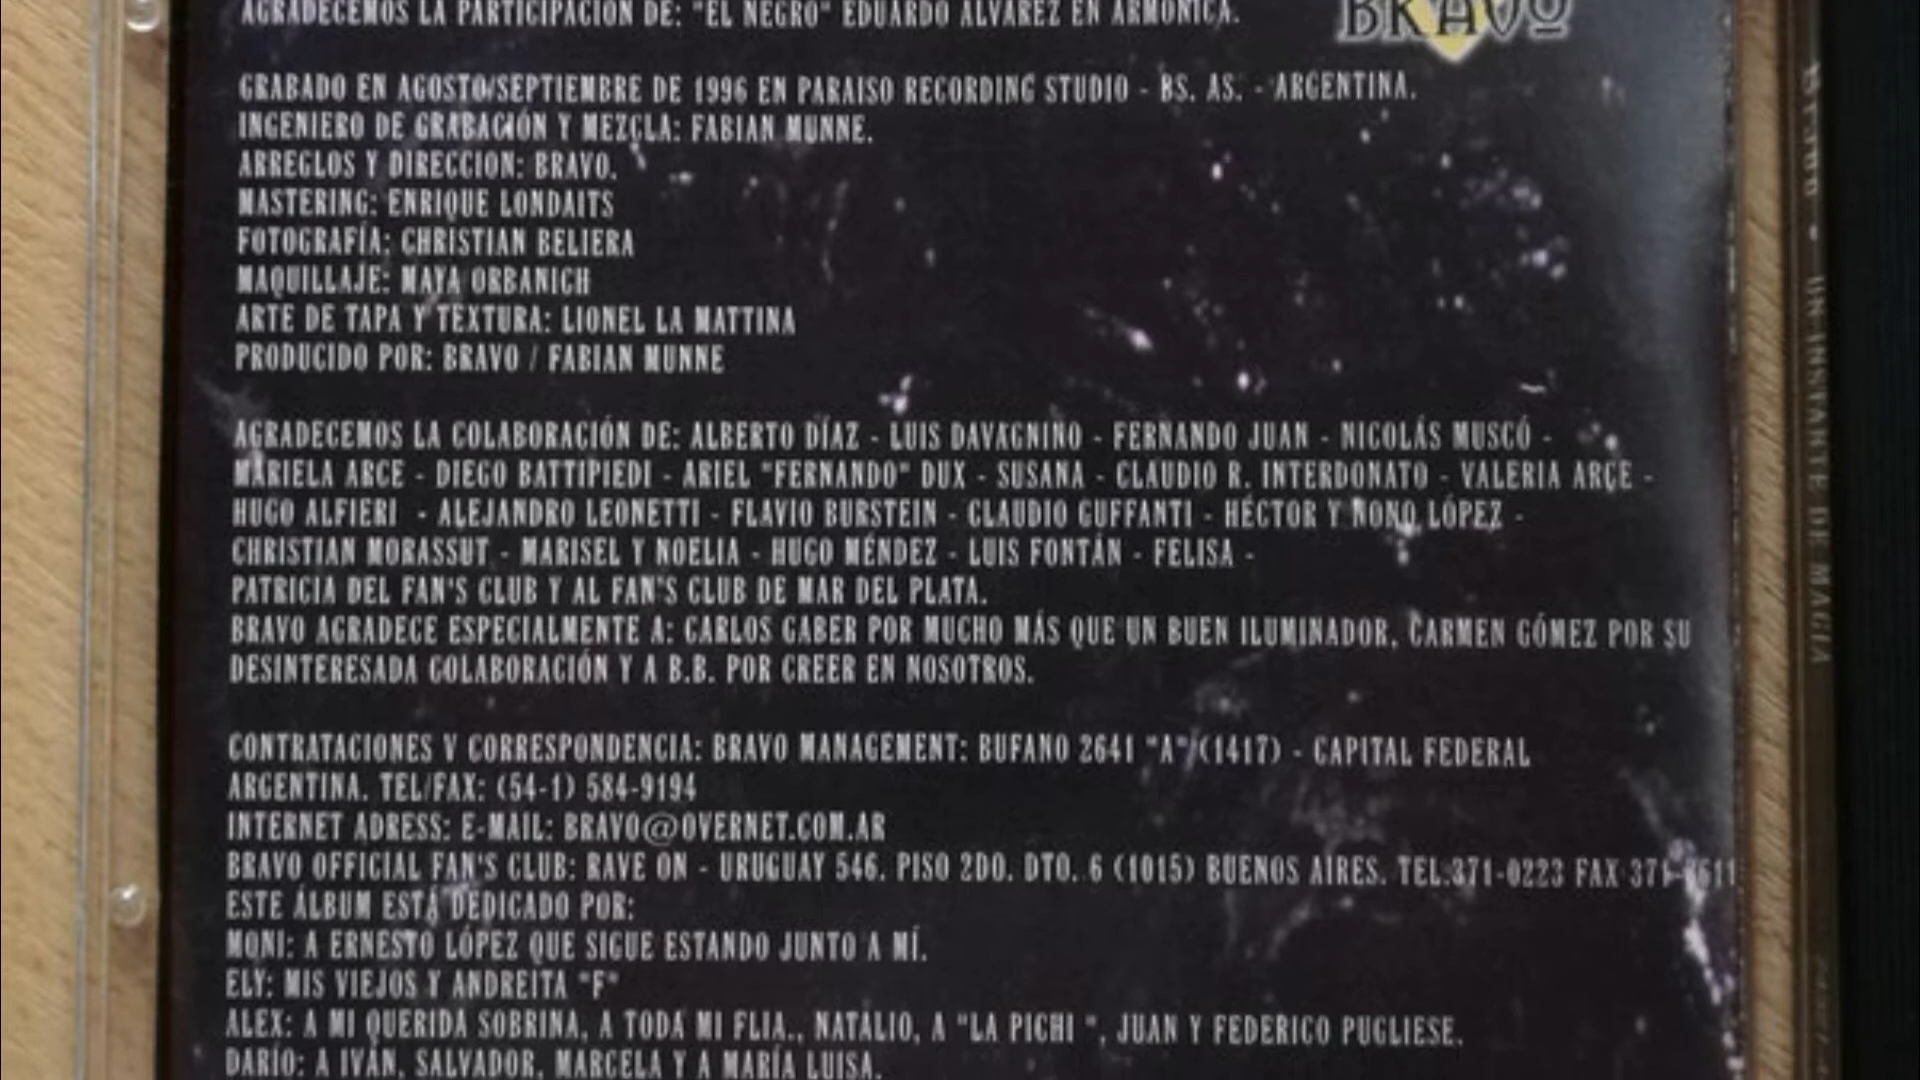 AGRADECEMOS LA PARTICIPACIÓN DE: "EL NEGRO" EDUARDO ALVAREZ EN ARMÓNICA.
BRAVO
GRABADO EN AGOSTO/SEPTIEMBRE DE 1996 EN PARAISO RECORDING STUDIO - BS. AS. - ARGENTINA.
INGENIERO DE GRABACIÓN Y MEZCLA: FABIAN MUNNE.
ARREGLOS Y DIRECCION: BRAVO.
MASTERING: ENRIQUE LONDAITS
FOTOGRAFÍA: CHRISTIAN BELIERA
MAQUILLAJE: MAYA ORBANICH
ARTE DE TAPA Y TEXTURA: LIONEL LA MATTINA
PRODUCIDO POR: BRAVO / FABIAN MUNNE
AGRADECEMOS LA COLABORACIÓN DE: ALBERTO DÍAZ - LUIS DAVAGNINO - FERNANDO JUAN - NICOLÁS MUSCÓ -
MARIELA ARCE - DIEGO BATTIPIEDI - ARIEL "FERNANDO" DUX - SUSANA - CLAUDIO R. INTERDONATO - VALERIA ARCE -
HUGO ALFIERI - ALEJANDRO LEONETTI - FLAVIO BURSTEIN - CLAUDIO GUFFANTI - HÉCTOR Y NONO LÓPEZ -
CHRISTIAN MORASSUT - MARISEL Y NOELIA - HUGO MÉNDEZ - LUIS FONTÁN - FELISA -
PATRICIA DEL FAN'S CLUB Y AL FAN'S CLUB DE MAR DEL PLATA.
BRAVO AGRADECE ESPECIALMENTE A: CARLOS GABER POR MUCHO MÁS QUE UN BUEN ILUMINADOR, CARMEN GÓMEZ POR SU
DESINTERESADA COLABORACIÓN Y A B.B. POR CREER EN NOSOTROS.
CONTRATACIONES Y CORRESPONDENCIA: BRAVO MANAGEMENT: BUFANO 2641 "A" (1417) - CAPITAL FEDERAL
ARGENTINA. TEL/FAX: (54-1) 584-9194
INTERNET ADRESS: E-MAIL: BRAVO@OVERNET.COM.AR
BRAVO OFFICIAL FAN'S CLUB: RAVE ON - URUGUAY 546. PISO 2DO. DTO. 6 (1015) BUENOS AIRES. TEL:371-0223 FAX
ESTE ÁLBUM ESTÁ DEDICADO POR:
MONI: A ERNESTO LÓPEZ QUE SIGUE ESTANDO JUNTO A MÍ.
ELY: MIS VIEJOS Y ANDREITA "F"
ALEX: A MI QUERIDA SOBRINA, A TODA MI FLIA., NATALIO, A "LA PICHI ", JUAN Y FEDERICO PUGLIESE.
DARÍO: A IVÁN, SALVADOR, MARCELA Y A MARÍA LUISA.
Bravo - UN INSTANTE DE MAGIA